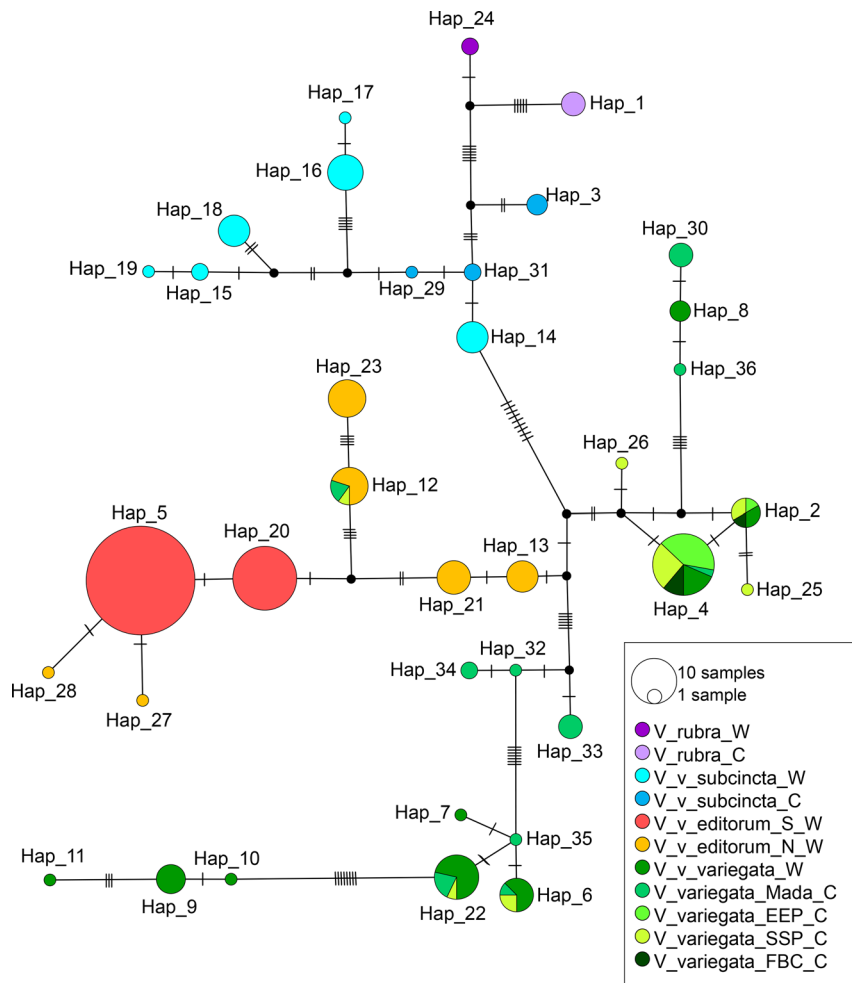 Hap_24
Hap_17
Hap_1
Hap_16
Hap_3
Hap_18
Hap_30
Hap_19
Hap_15
Hap_29
Hap_31
Hap_8
Hap_14
Hap_23
Hap_36
Hap_26
Hap_12
Hap_5
Hap_20
Hap_2
Hap_13
Hap_21
Hap_4
Hap_25
Hap_28
Hap_27
Hap_34
Hap_32
Hap_33
Hap_7
Hap_35
Hap_11
Hap_10
Hap_9
Hap_22
Hap_6
10 samples
1 sample
V_rubra_W
V_rubra_C
V_v_subcincta_W
V_v_subcincta_C
V_v_editorum_S_W
V_v_editorum_N_W
V_v_variegata_W
V_variegata_Mada_C
V_variegata_EEP_C
V_variegata_SSP_C
V_variegata_FBC_C